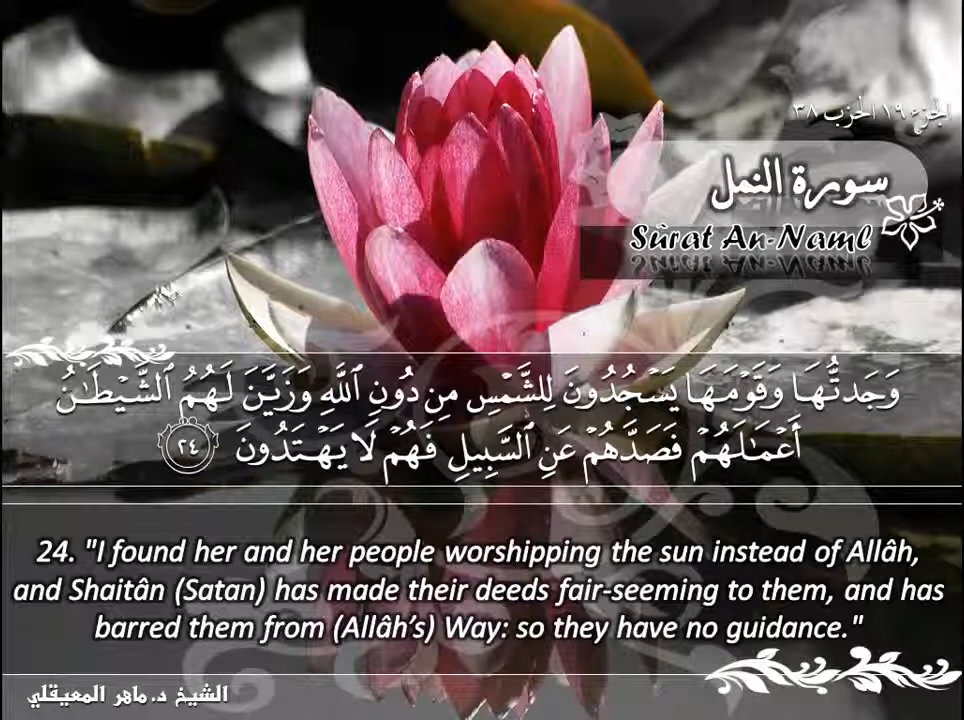 الجزء ١٩ الحزب ٣٨
سورة النمل
Sûrat An-Naml
وَجَدتُّهَا وَقَوْمَهَا يَسْجُدُونَ لِلشَّمْسِ مِن دُونِ ٱللَّهِ وَزَيَّنَ لَهُمُ ٱلشَّيْطَٰنُ
أَعْمَٰلَهُمْ فَصَدَّهُمْ عَنِ ٱلسَّبِيلِ فَهُمْ لَا يَهْتَدُونَ ٢٤
24. "I found her and her people worshipping the sun instead of Allâh,
and Shaitân (Satan) has made their deeds fair-seeming to them, and has
barred them from (Allâh’s) Way: so they have no guidance."
الشيخ د. ماهر المعيقلي